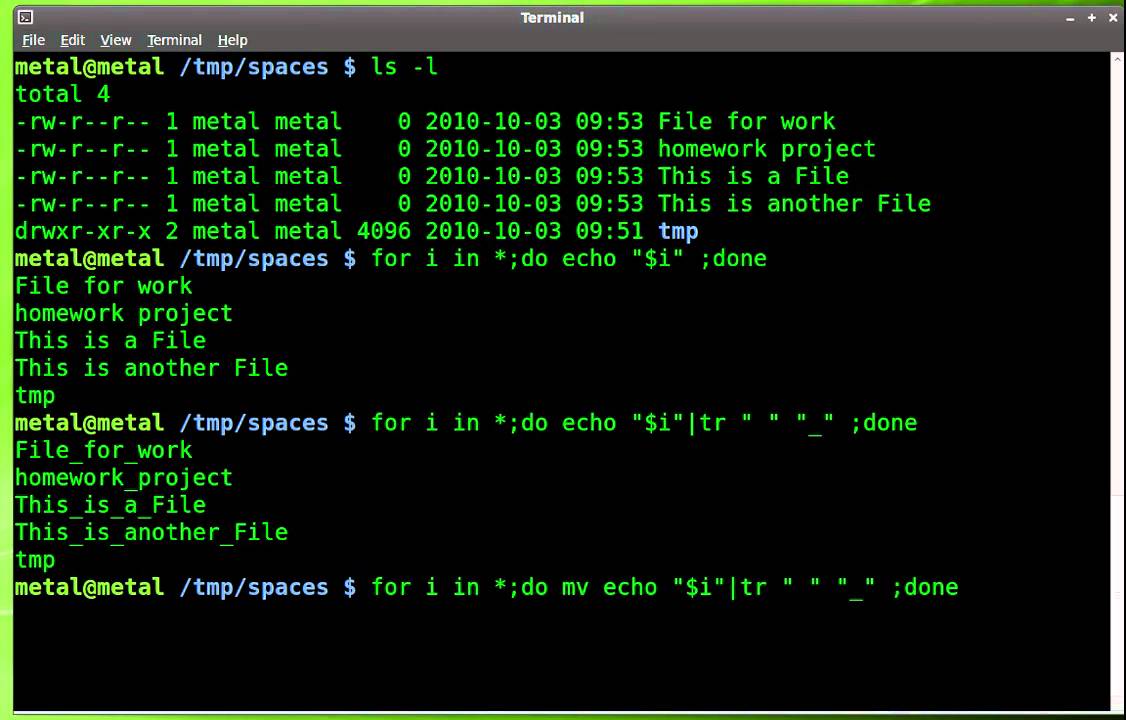 Terminal
File Edit View Terminal Help
metal@metal /tmp/spaces $ ls -l
total 4
-rw-r--r-- 1 metal metal    0 2010-10-03 09:53 File for work
-rw-r--r-- 1 metal metal    0 2010-10-03 09:53 homework project
-rw-r--r-- 1 metal metal    0 2010-10-03 09:53 This is a File
-rw-r--r-- 1 metal metal    0 2010-10-03 09:53 This is another File
drwxr-xr-x 2 metal metal 4096 2010-10-03 09:51 tmp
metal@metal /tmp/spaces $ for i in *;do echo "$i" ;done
File for work
homework project
This is a File
This is another File
tmp
metal@metal /tmp/spaces $ for i in *;do echo "$i"|tr " " "_" ;done
File_for_work
homework_project
This_is_a_File
This_is_another_File
tmp
metal@metal /tmp/spaces $ for i in *;do mv echo "$i"|tr " " "_" ;done